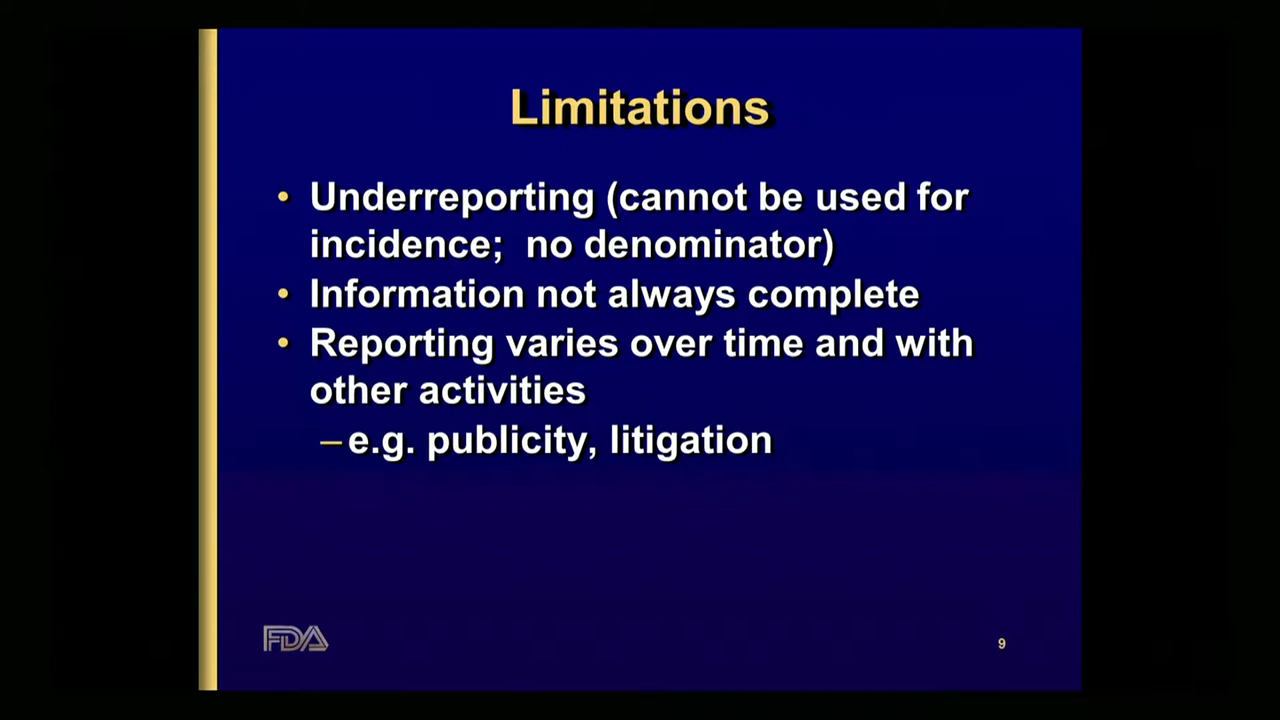 Limitations
• Underreporting (cannot be used for
incidence; no denominator)
• Information not always complete
• Reporting varies over time and with
other activities
–e.g. publicity, litigation
FDA
9